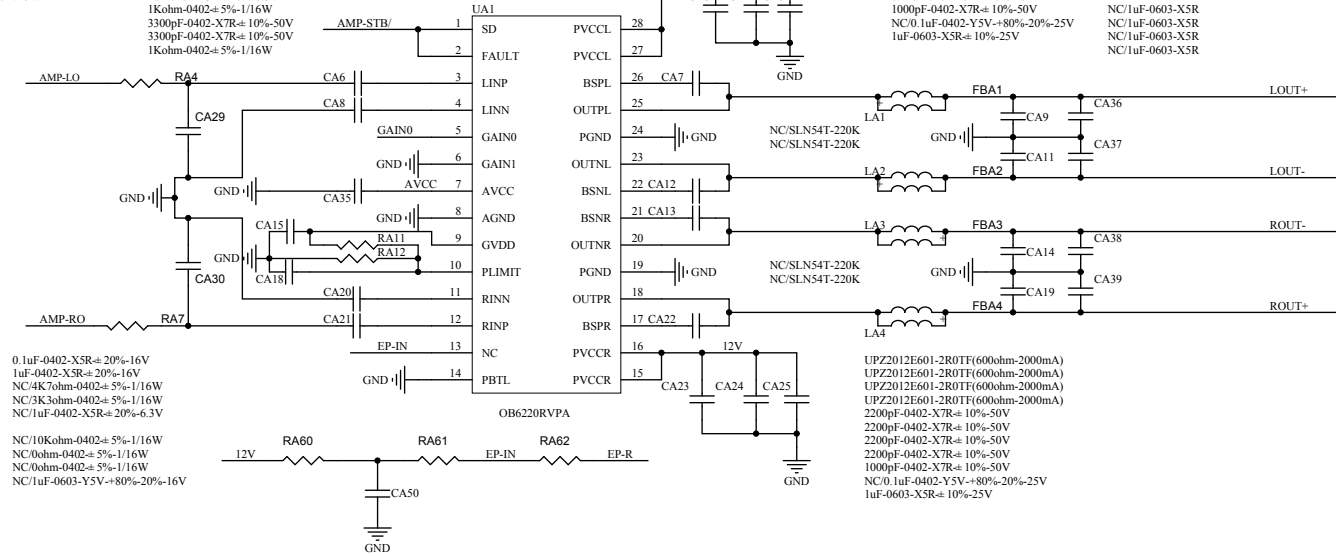 1Kohm-0402-±5%-1/16W
3300pF-0402-X7R-±10%-50V
3300pF-0402-X7R-±10%-50V
1Kohm-0402-±5%-1/16W
1000pF-0402-X7R-±10%-50V
NC/0.1uF-0402-Y5V-+80%-20%-25V
1uF-0603-X5R-±10%-25V
NC/1uF-0603-X5R
NC/1uF-0603-X5R
NC/1uF-0603-X5R
NC/1uF-0603-X5R
GND
UA1
AMP-STB/ 1 SD PVCCL 28
2 FAULT PVCCL 27
AMP-LO RA4 CA6 3 LINP BSPL 26 CA7
CA8 4 LINN OUTPL 25
CA29
GAIN0 5 GAIN0 PGND 24 GND
GND 6 GAIN1 OUTNL 23
GND CA35 AVCC 7 AVCC BSNL 22 CA12
GND
GND 8 AGND BSNR 21 CA13
CA15 9 GVDD OUTNR 20
RA11
GND RA12
CA18 10 PLIMIT PGND 19 GND
CA30
CA20 11 RINN OUTPR 18
AMP-RO RA7 CA21 12 RINP BSPR 17 CA22
EP-IN 13 NC PVCCR 16 12V
GND 14 PBTL PVCCR 15
OB6220RVPA
CA23 CA24 CA25
GND
LA1 FBA1 LOUT+
NC/SLN54T-220K
NC/SLN54T-220K
GND CA9 CA36
CA11 CA37
LA2 FBA2 LOUT-
LA3 FBA3 ROUT-
NC/SLN54T-220K
NC/SLN54T-220K
GND CA14 CA38
CA19 CA39
LA4 FBA4 ROUT+
0.1uF-0402-X5R-±20%-16V
1uF-0402-X5R-±20%-16V
NC/4K7ohm-0402-±5%-1/16W
NC/3K3ohm-0402-±5%-1/16W
NC/1uF-0402-X5R-±20%-6.3V
NC/10Kohm-0402-±5%-1/16W
NC/0ohm-0402-±5%-1/16W
NC/0ohm-0402-±5%-1/16W
NC/1uF-0603-Y5V-+80%-20%-16V
12V RA60 RA61 EP-IN RA62 EP-R
CA50
GND
UPZ2012E601-2R0TF(600ohm-2000mA)
UPZ2012E601-2R0TF(600ohm-2000mA)
UPZ2012E601-2R0TF(600ohm-2000mA)
UPZ2012E601-2R0TF(600ohm-2000mA)
2200pF-0402-X7R-±10%-50V
2200pF-0402-X7R-±10%-50V
2200pF-0402-X7R-±10%-50V
2200pF-0402-X7R-±10%-50V
1000pF-0402-X7R-±10%-50V
NC/0.1uF-0402-Y5V-+80%-20%-25V
1uF-0603-X5R-±10%-25V